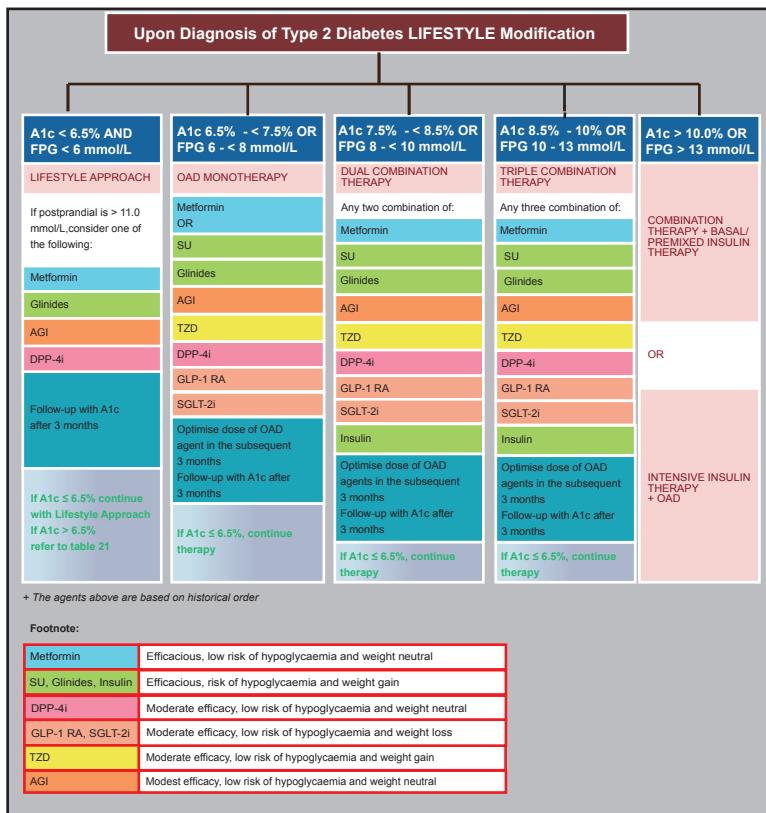 Upon Diagnosis of Type 2 Diabetes LIFESTYLE Modification
A1c < 6.5% AND
FPG < 6 mmol/L
LIFESTYLE APPROACH
If postprandial is > 11.0
mmol/L,consider one of
the following:
Metformin
Glinides
AGI
DPP-4i
Follow-up with A1c
after 3 months
If A1c ≤ 6.5% continue
with Lifestyle Approach
If A1c > 6.5%
refer to table 21
A1c 6.5% - < 7.5% OR
FPG 6 - < 8 mmol/L
OAD MONOTHERAPY
Metformin
OR
SU
Glinides
AGI
TZD
DPP-4i
GLP-1 RA
SGLT-2i
Optimise dose of OAD
agent in the subsequent
3 months
Follow-up with A1c after
3 months
If A1c ≤ 6.5%, continue
therapy
A1c 7.5% - < 8.5% OR
FPG 8 - < 10 mmol/L
DUAL COMBINATION
THERAPY
Any two combination of:
Metformin
SU
Glinides
AGI
TZD
DPP-4i
GLP-1 RA
SGLT-2i
Insulin
Optimise dose of OAD
agents in the subsequent
3 months
Follow-up with A1c after
3 months
If A1c ≤ 6.5%, continue
therapy
A1c 8.5% - 10% OR
FPG 10 - 13 mmol/L
TRIPLE COMBINATION
THERAPY
Any three combination of:
Metformin
SU
Glinides
AGI
TZD
DPP-4i
GLP-1 RA
SGLT-2i
Insulin
Optimise dose of OAD
agents in the subsequent
3 months
Follow-up with A1c after
3 months
If A1c ≤ 6.5%, continue
therapy
A1c > 10.0% OR
FPG > 13 mmol/L
COMBINATION
THERAPY + BASAL/
PREMIXED INSULIN
THERAPY
OR
INTENSIVE INSULIN
THERAPY
+ OAD
+ The agents above are based on historical order
Footnote:
Metformin Efficacious, low risk of hypoglycaemia and weight neutral
SU, Glinides, Insulin Efficacious, risk of hypoglycaemia and weight gain
DPP-4i Moderate efficacy, low risk of hypoglycaemia and weight neutral
GLP-1 RA, SGLT-2i Moderate efficacy, low risk of hypoglycaemia and weight loss
TZD Moderate efficacy, low risk of hypoglycaemia and weight gain
AGI Modest efficacy, low risk of hypoglycaemia and weight neutral